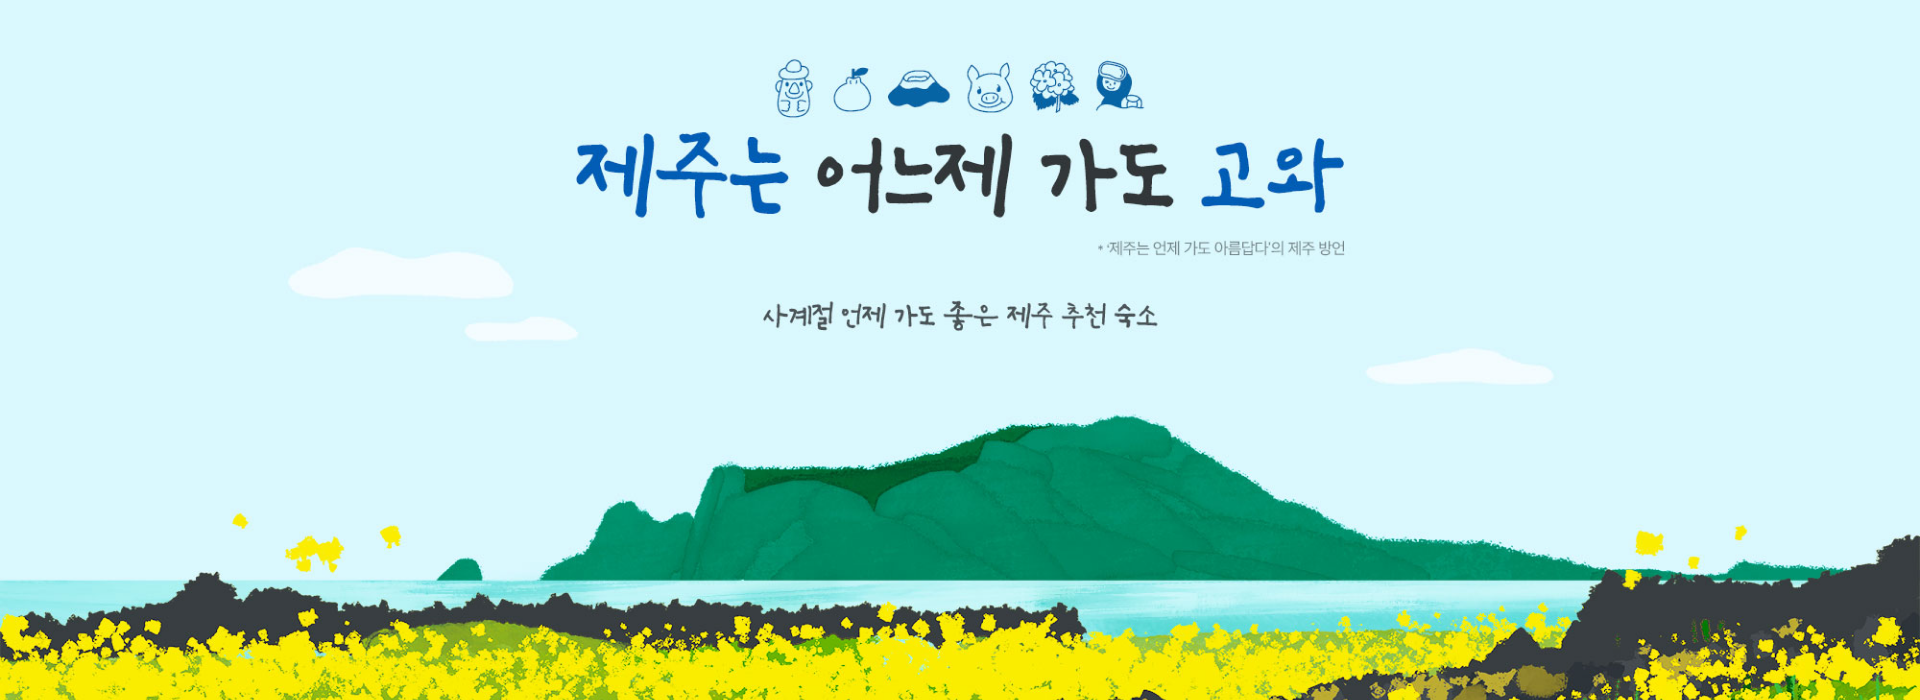 제주는 어느제 가도 고와
* '제주는 언제 가도 아름답다'의 제주 방언
사계절 언제 가도 좋은 제주 추천 숙소